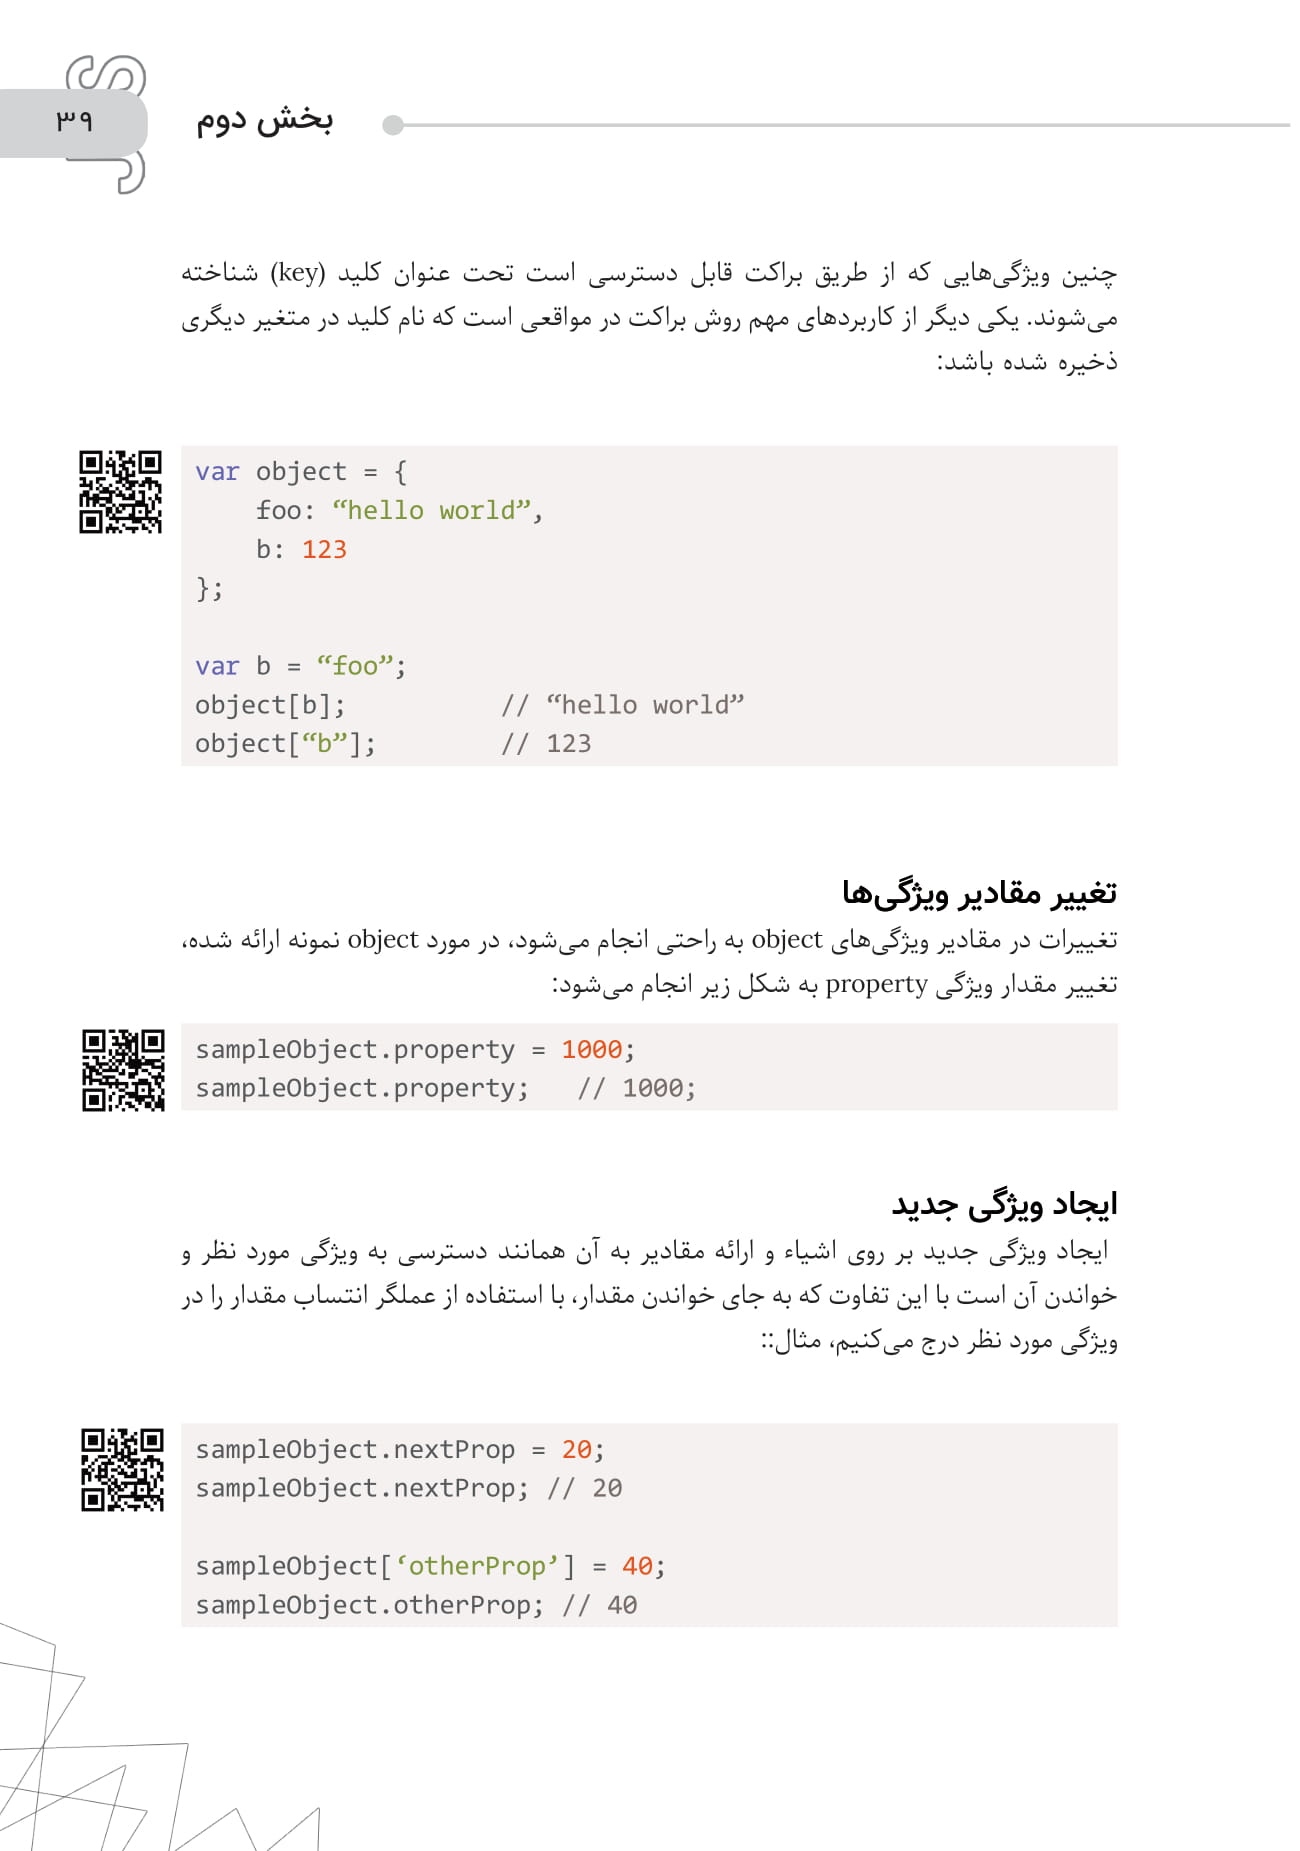 JS
۳۹
بخش دوم
چنین ویژگی‌هایی که از طریق براکت قابل دسترسی است تحت عنوان کلید (key) شناخته
می‌شوند. یکی دیگر از کاربردهای مهم روش براکت در مواقعی است که نام کلید در متغیر دیگری
ذخیره شده باشد:
var object = {
    foo: “hello world”,
    b: 123
};
var b = “foo”;
object[b];          // “hello world”
object[“b”];        // 123
تغییر مقادیر ویژگی‌ها
تغییرات در مقادیر ویژگی‌های object به راحتی انجام می‌شود، در مورد object نمونه ارائه شده،
تغییر مقدار ویژگی property به شکل زیر انجام می‌شود:
sampleObject.property = 1000;
sampleObject.property;   // 1000;
ایجاد ویژگی جدید
ایجاد ویژگی جدید بر روی اشیاء و ارائه مقادیر به آن همانند دسترسی به ویژگی مورد نظر و
خواندن آن است با این تفاوت که به جای خواندن مقدار، با استفاده از عملگر انتساب مقدار را در
ویژگی مورد نظر درج می‌کنیم، مثال::
sampleObject.nextProp = 20;
sampleObject.nextProp; // 20
sampleObject[‘otherProp’] = 40;
sampleObject.otherProp; // 40